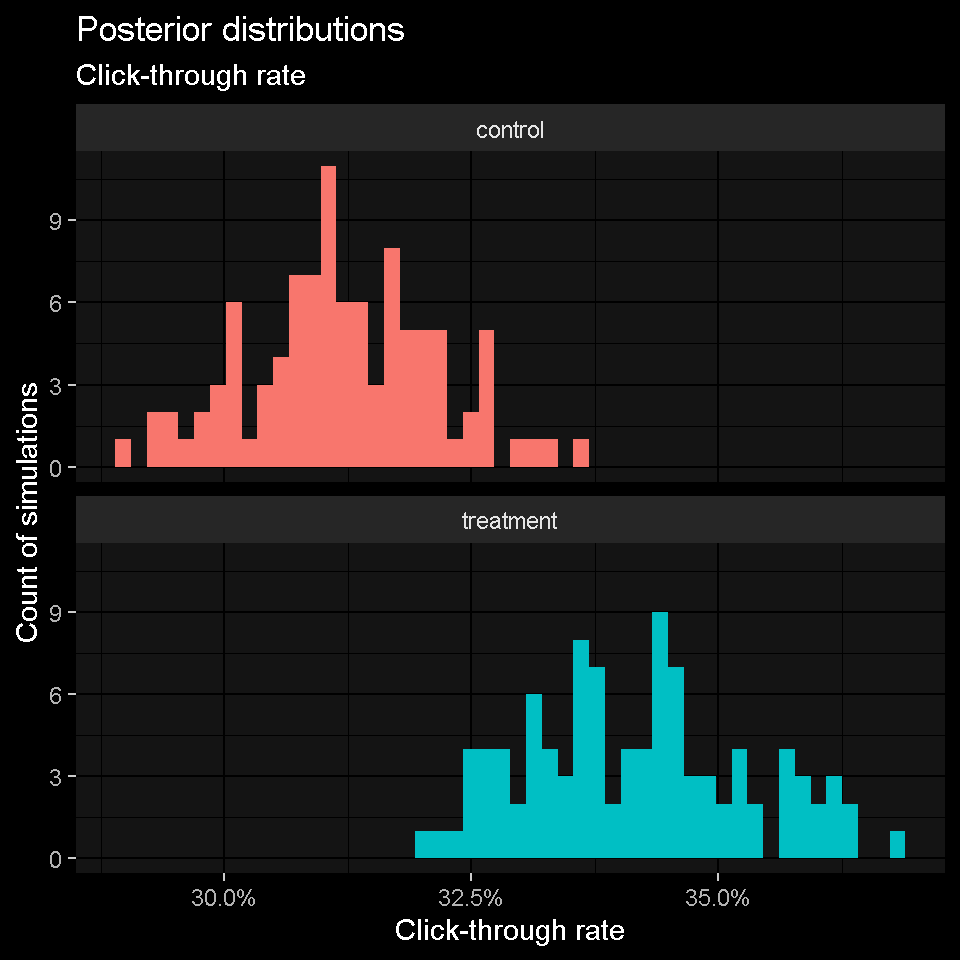 Posterior distributions
Click-through rate
control
9
6
3
0
treatment
9
6
3
0
Count of simulations
30.0%
32.5%
35.0%
Click-through rate